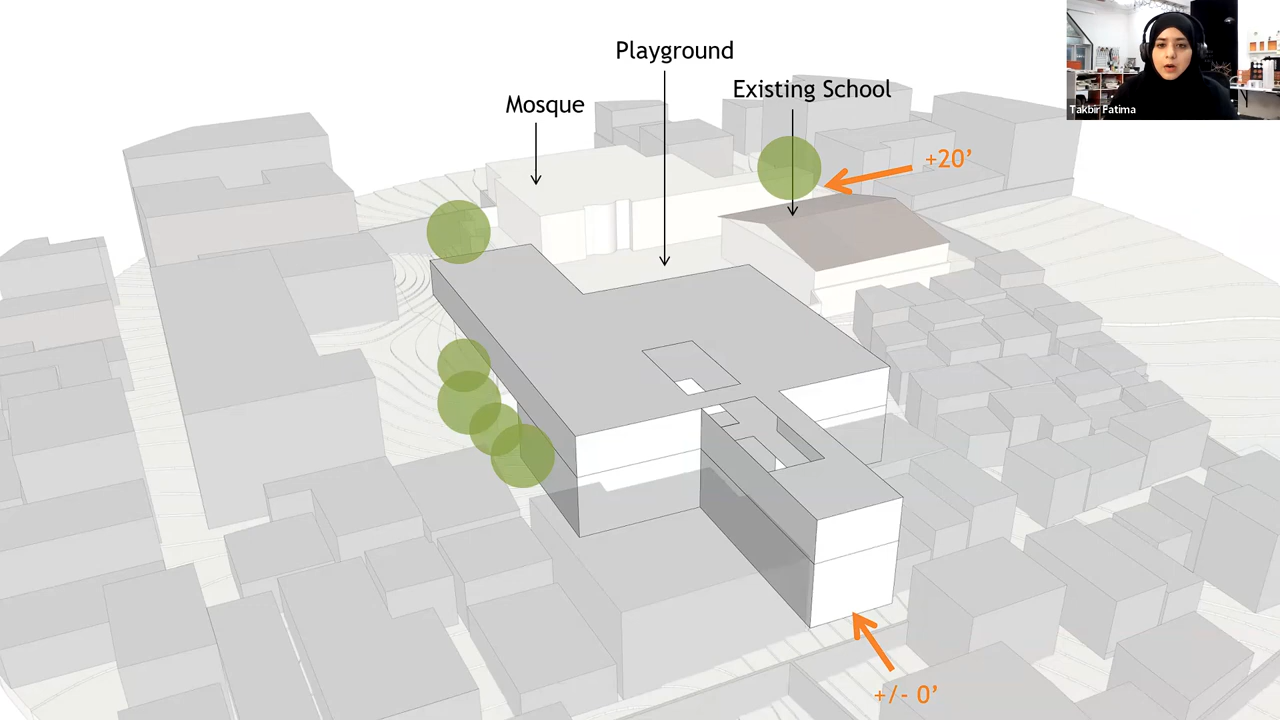 Playground
Existing School
Mosque
Takbir Fatima
+20’
+/- 0’